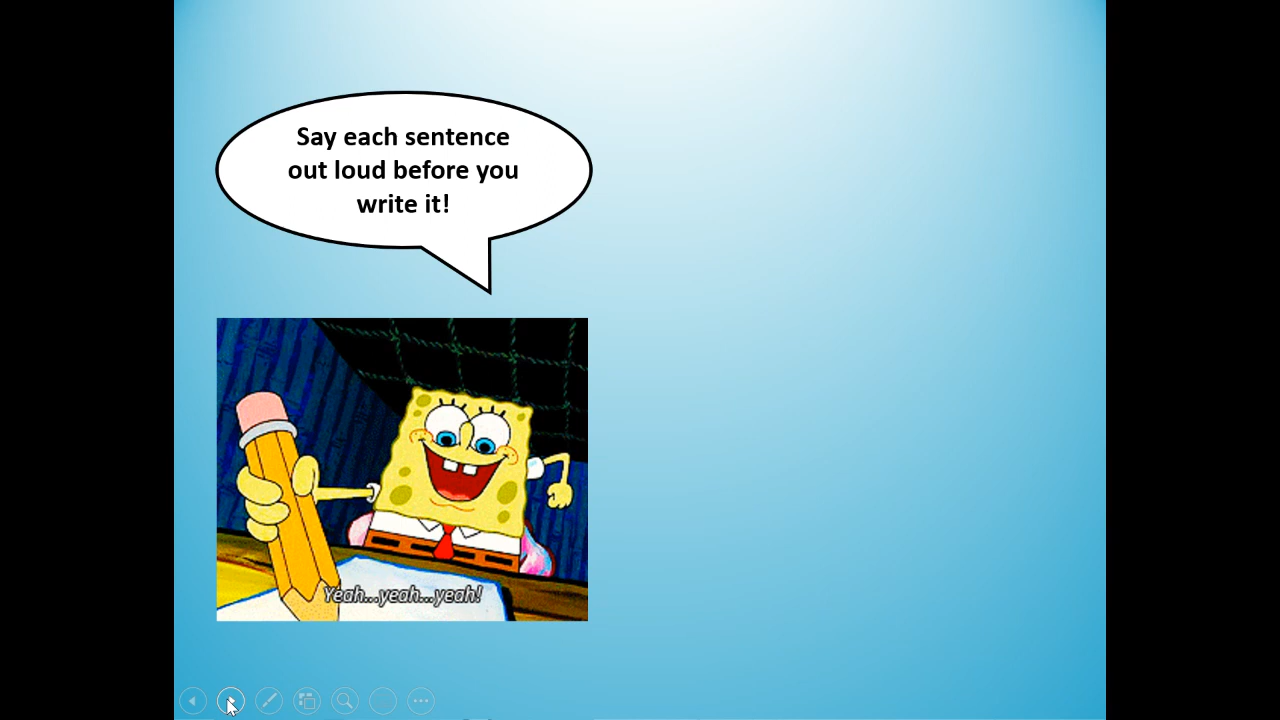 Say each sentence
out loud before you
write it!
Yeah...yeah...yeah!